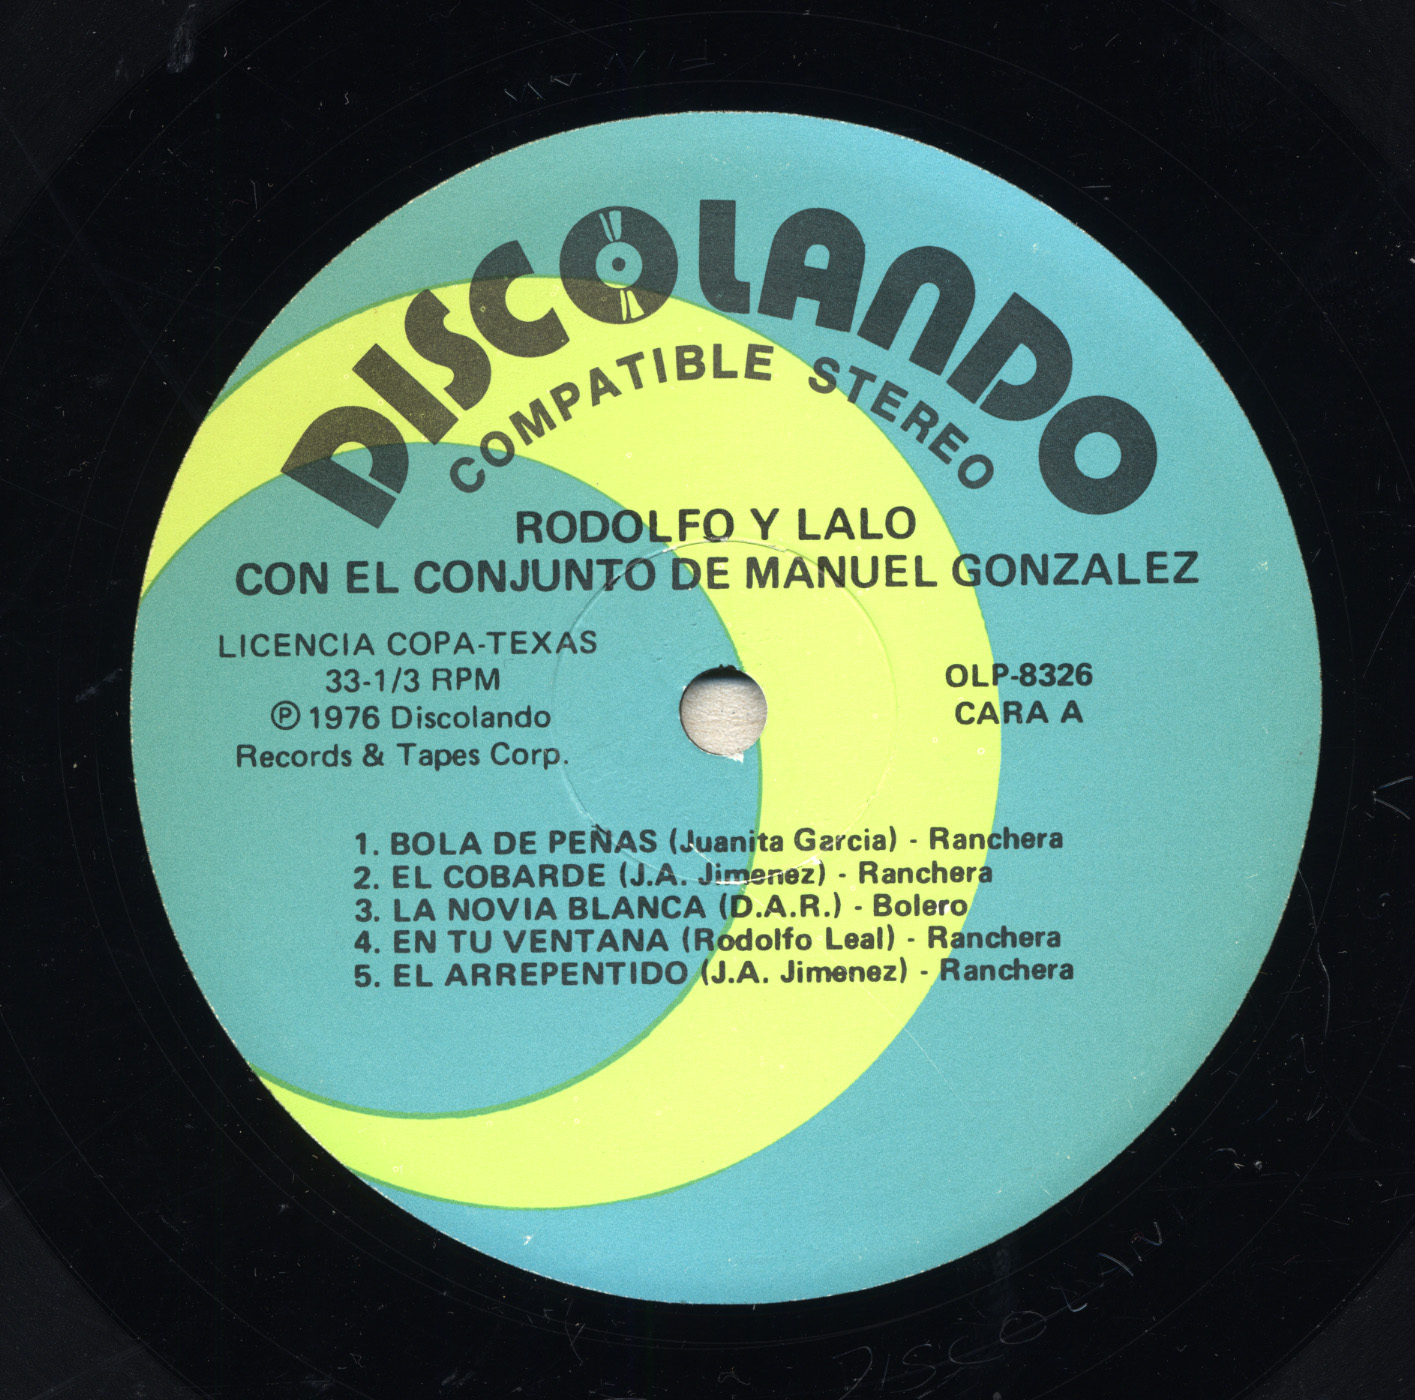 DISCOLANDO
COMPATIBLE STEREO
RODOLFO Y LALO
CON EL CONJUNTO DE MANUEL GONZALEZ
LICENCIA COPA-TEXAS
33-1/3 RPM
Ⓟ 1976 Discolando
Records & Tapes Corp.
OLP-8326
CARA A
1. BOLA DE PEÑAS (Juanita Garcia) - Ranchera
2. EL COBARDE (J.A. Jimenez) - Ranchera
3. LA NOVIA BLANCA (D.A.R.) - Bolero
4. EN TU VENTANA (Rodolfo Leal) - Ranchera
5. EL ARREPENTIDO (J.A. Jimenez) - Ranchera